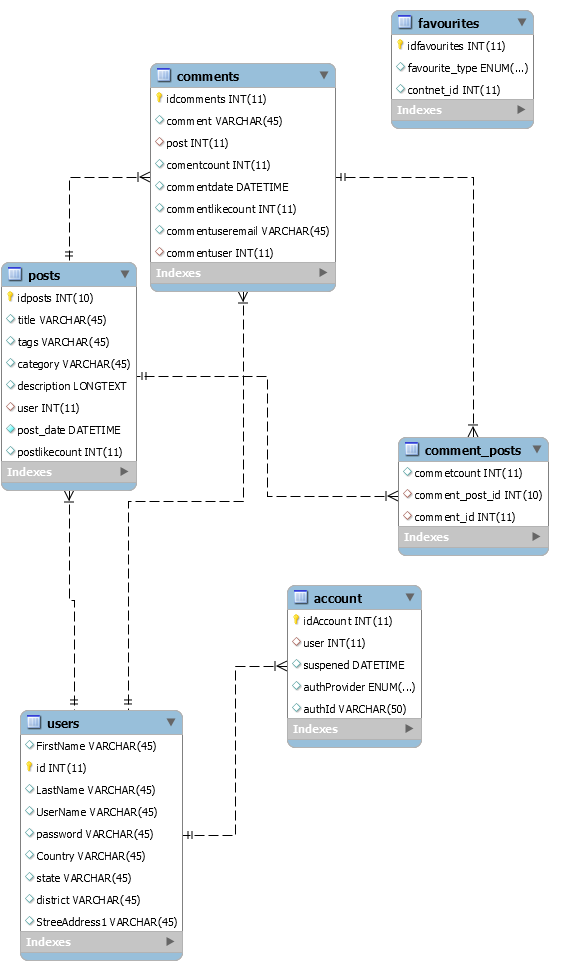 favourites
idfavourites INT(11)
favourite_type ENUM(...)
contnet_id INT(11)
Indexes
comments
idcomments INT(11)
comment VARCHAR(45)
post INT(11)
comentcount INT(11)
commentdate DATETIME
commentlikecount INT(11)
commentuseremail VARCHAR(45)
commentuser INT(11)
Indexes
posts
idposts INT(10)
title VARCHAR(45)
tags VARCHAR(45)
category VARCHAR(45)
description LONGTEXT
user INT(11)
post_date DATETIME
postlikecount INT(11)
Indexes
comment_posts
commetcount INT(11)
comment_post_id INT(10)
comment_id INT(11)
Indexes
account
idAccount INT(11)
user INT(11)
suspened DATETIME
authProvider ENUM(...)
authId VARCHAR(50)
Indexes
users
FirstName VARCHAR(45)
id INT(11)
LastName VARCHAR(45)
UserName VARCHAR(45)
password VARCHAR(45)
Country VARCHAR(45)
state VARCHAR(45)
district VARCHAR(45)
StreeAddress1 VARCHAR(45)
Indexes